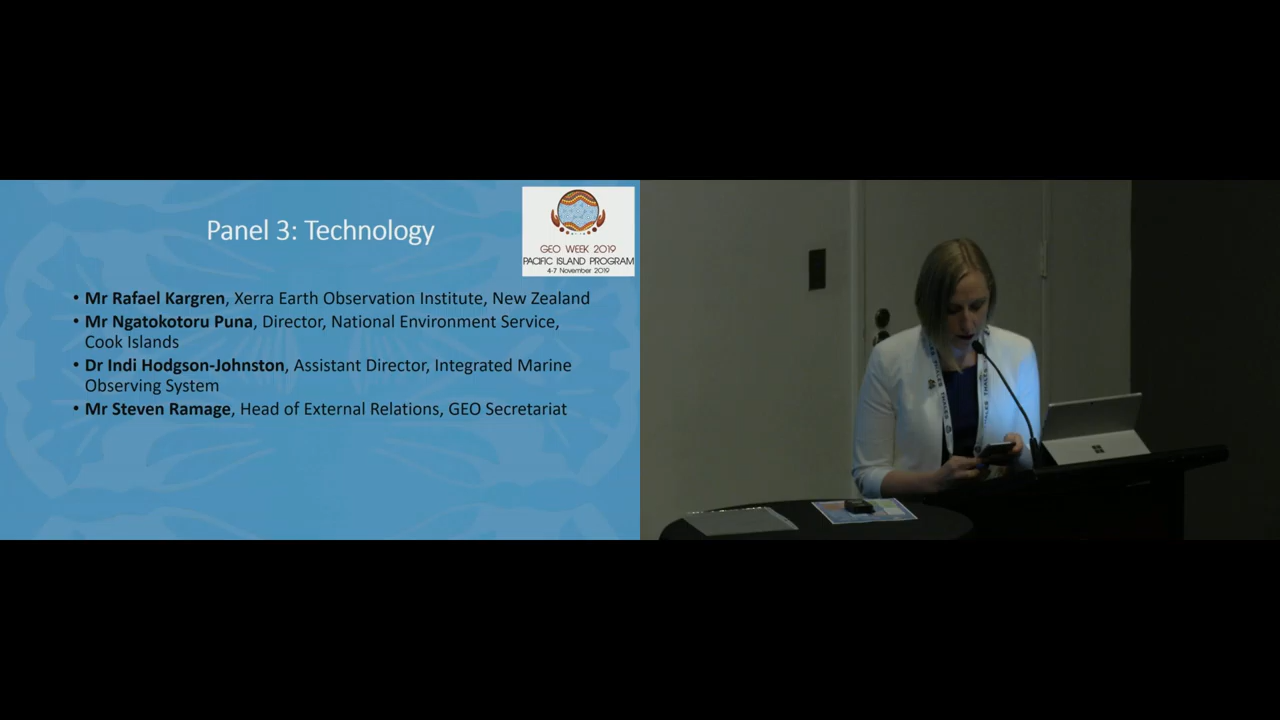 Panel 3: Technology
GEO WEEK 2019
PACIFIC ISLAND PROGRAM
4-7 November 2019
• Mr Rafael Kargren, Xerra Earth Observation Institute, New Zealand
• Mr Ngatokotoru Puna, Director, National Environment Service,
Cook Islands
• Dr Indi Hodgson-Johnston, Assistant Director, Integrated Marine
Observing System
• Mr Steven Ramage, Head of External Relations, GEO Secretariat
THALES